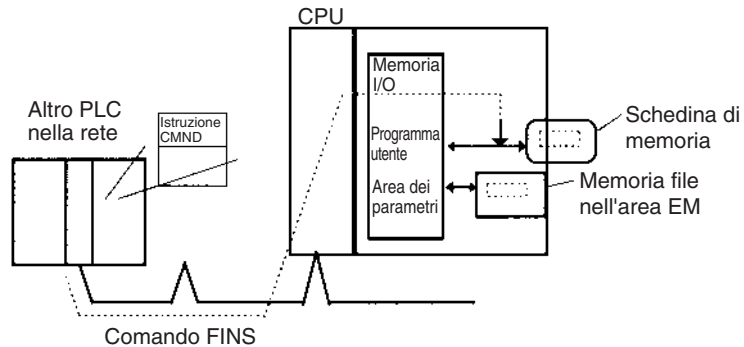 CPU
Memoria
I/O
Altro PLC
nella rete
Istruzione
CMND
Programma
utente
Schedina di
memoria
Area dei
parametri
Memoria file
nell'area EM
Comando FINS